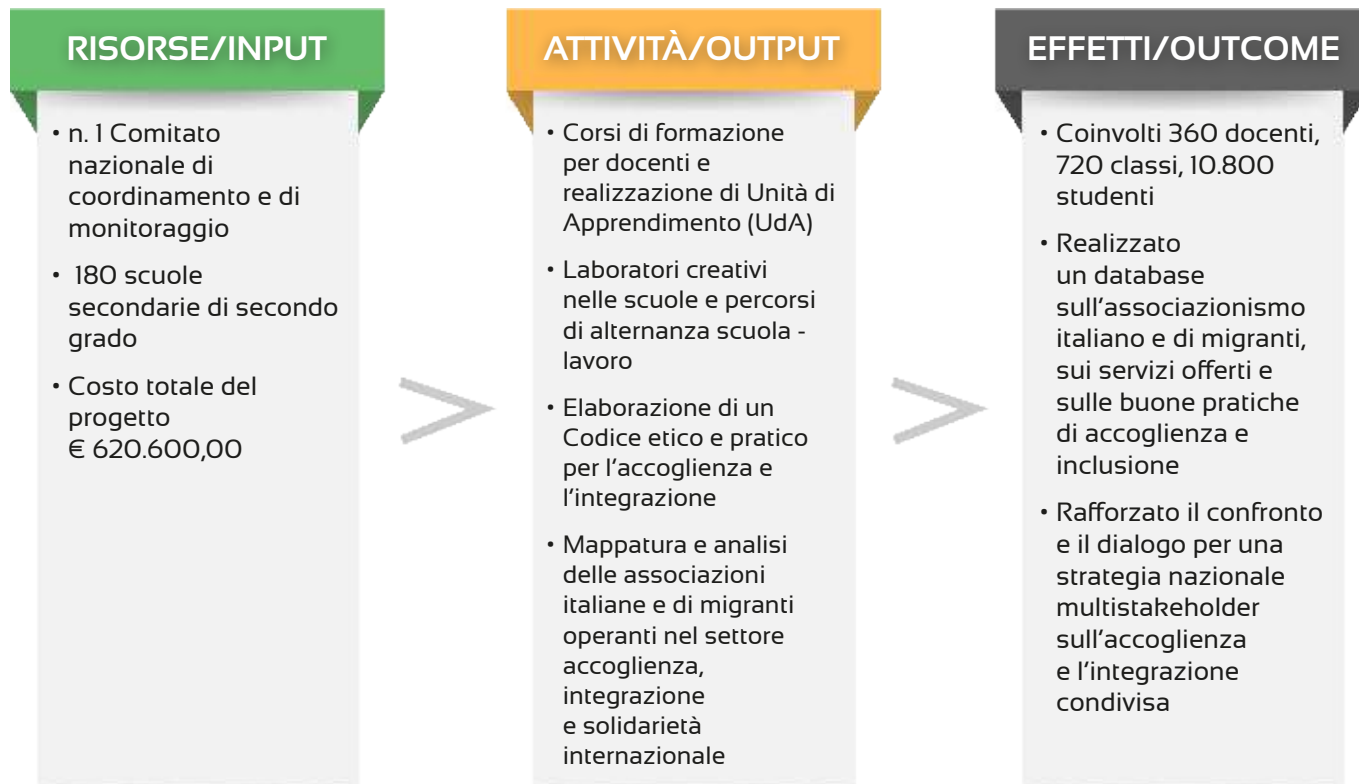 RISORSE/INPUT
• n. 1 Comitato
nazionale di
coordinamento e di
monitoraggio
• 180 scuole
secondarie di secondo
grado
• Costo totale del
progetto
€ 620.600,00
>
ATTIVITÀ/OUTPUT
• Corsi di formazione
per docenti e
realizzazione di Unità di
Apprendimento (UdA)
• Laboratori creativi
nelle scuole e percorsi
di alternanza scuola -
lavoro
• Elaborazione di un
Codice etico e pratico
per l'accoglienza e
l'integrazione
• Mappatura e analisi
delle associazioni
italiane e di migranti
operanti nel settore
accoglienza,
integrazione
e solidarietà
internazionale
>
EFFETTI/OUTCOME
• Coinvolti 360 docenti,
720 classi, 10.800
studenti
• Realizzato
un database
sull'associazionismo
italiano e di migranti,
sui servizi offerti e
sulle buone pratiche
di accoglienza e
inclusione
• Rafforzato il confronto
e il dialogo per una
strategia nazionale
multistakeholder
sull'accoglienza
e l'integrazione
condivisa